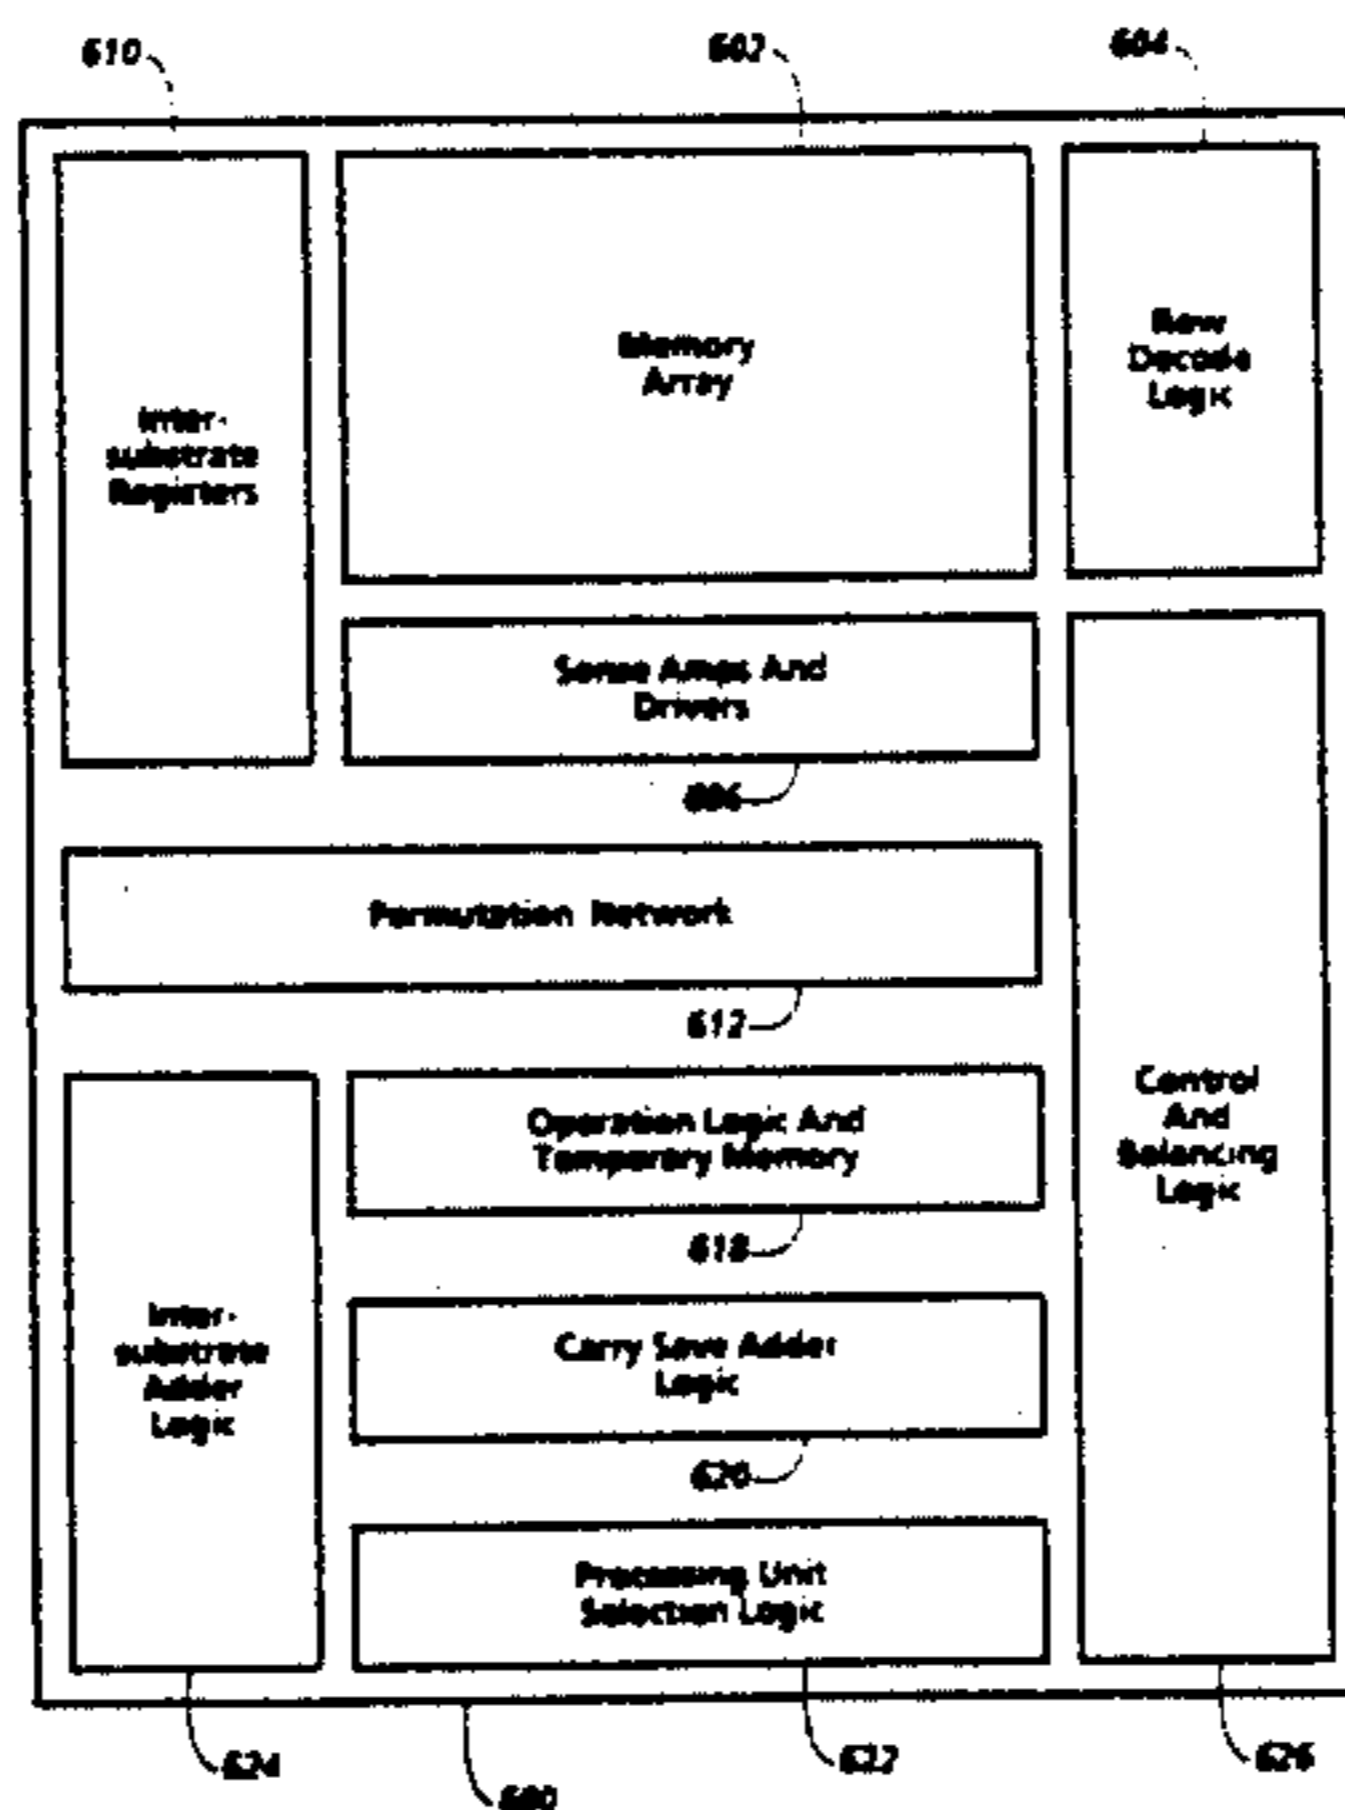 610
602
604
Memory
Array
Row
Decode
Logic
Inter-
substrate
Registers
Sense Amps And
Drivers
606
Permutation Network
612
Operation Logic And
Temporary Memory
618
Control
And
Balancing
Logic
Inter-
substrate
Adder
Logic
Carry Save Adder
Logic
620
Processing Unit
Selection Logic
624
622
626
600